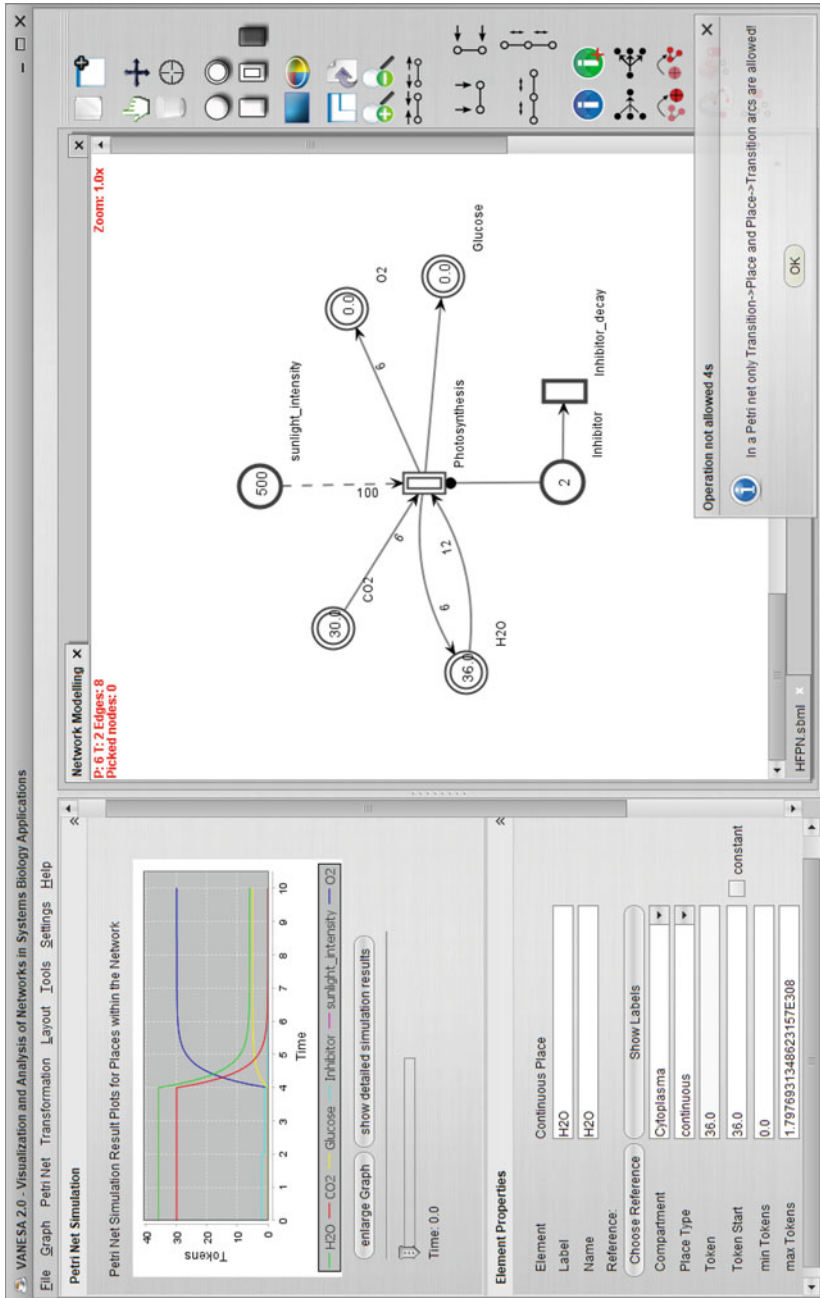 VANESA 2.0 - Visualization and Analysis of Networks in Systems Biology Applications
File Graph Petri Net Transformation Layout Tools Settings Help
Petri Net Simulation
Petri Net Simulation Result Plots for Places within the Network
40
30
20
10
0
Tokens
0 1 2 3 4 5 6 7 8 9 10
Time
H2O CO2 Glucose Inhibitor sunlight_intensity O2
enlarge Graph show detailed simulation results
Time: 0.0
Element Properties
Element Continuous Place
Label H2O
Name H2O
Reference:
Choose Reference Show Labels
Compartment Cytoplasma
Place Type continuous
Token 36.0
Token Start 36.0 constant
min Tokens 0.0
max Tokens 1.7976931348623157E308
Network Modelling
P: 6 T: 2 Edges: 8
Picked nodes: 0
Zoom: 1.0x
500
sunlight_intensity
30.0
CO2
100
0.0
O2
6
6
Photosynthesis
0.0
Glucose
6
12
36.0
H2O
2
Inhibitor
Inhibitor_decay
HFPN.sbml
Operation not allowed 4s
In a Petri net only Transition->Place and Place->Transition arcs are allowed!
OK